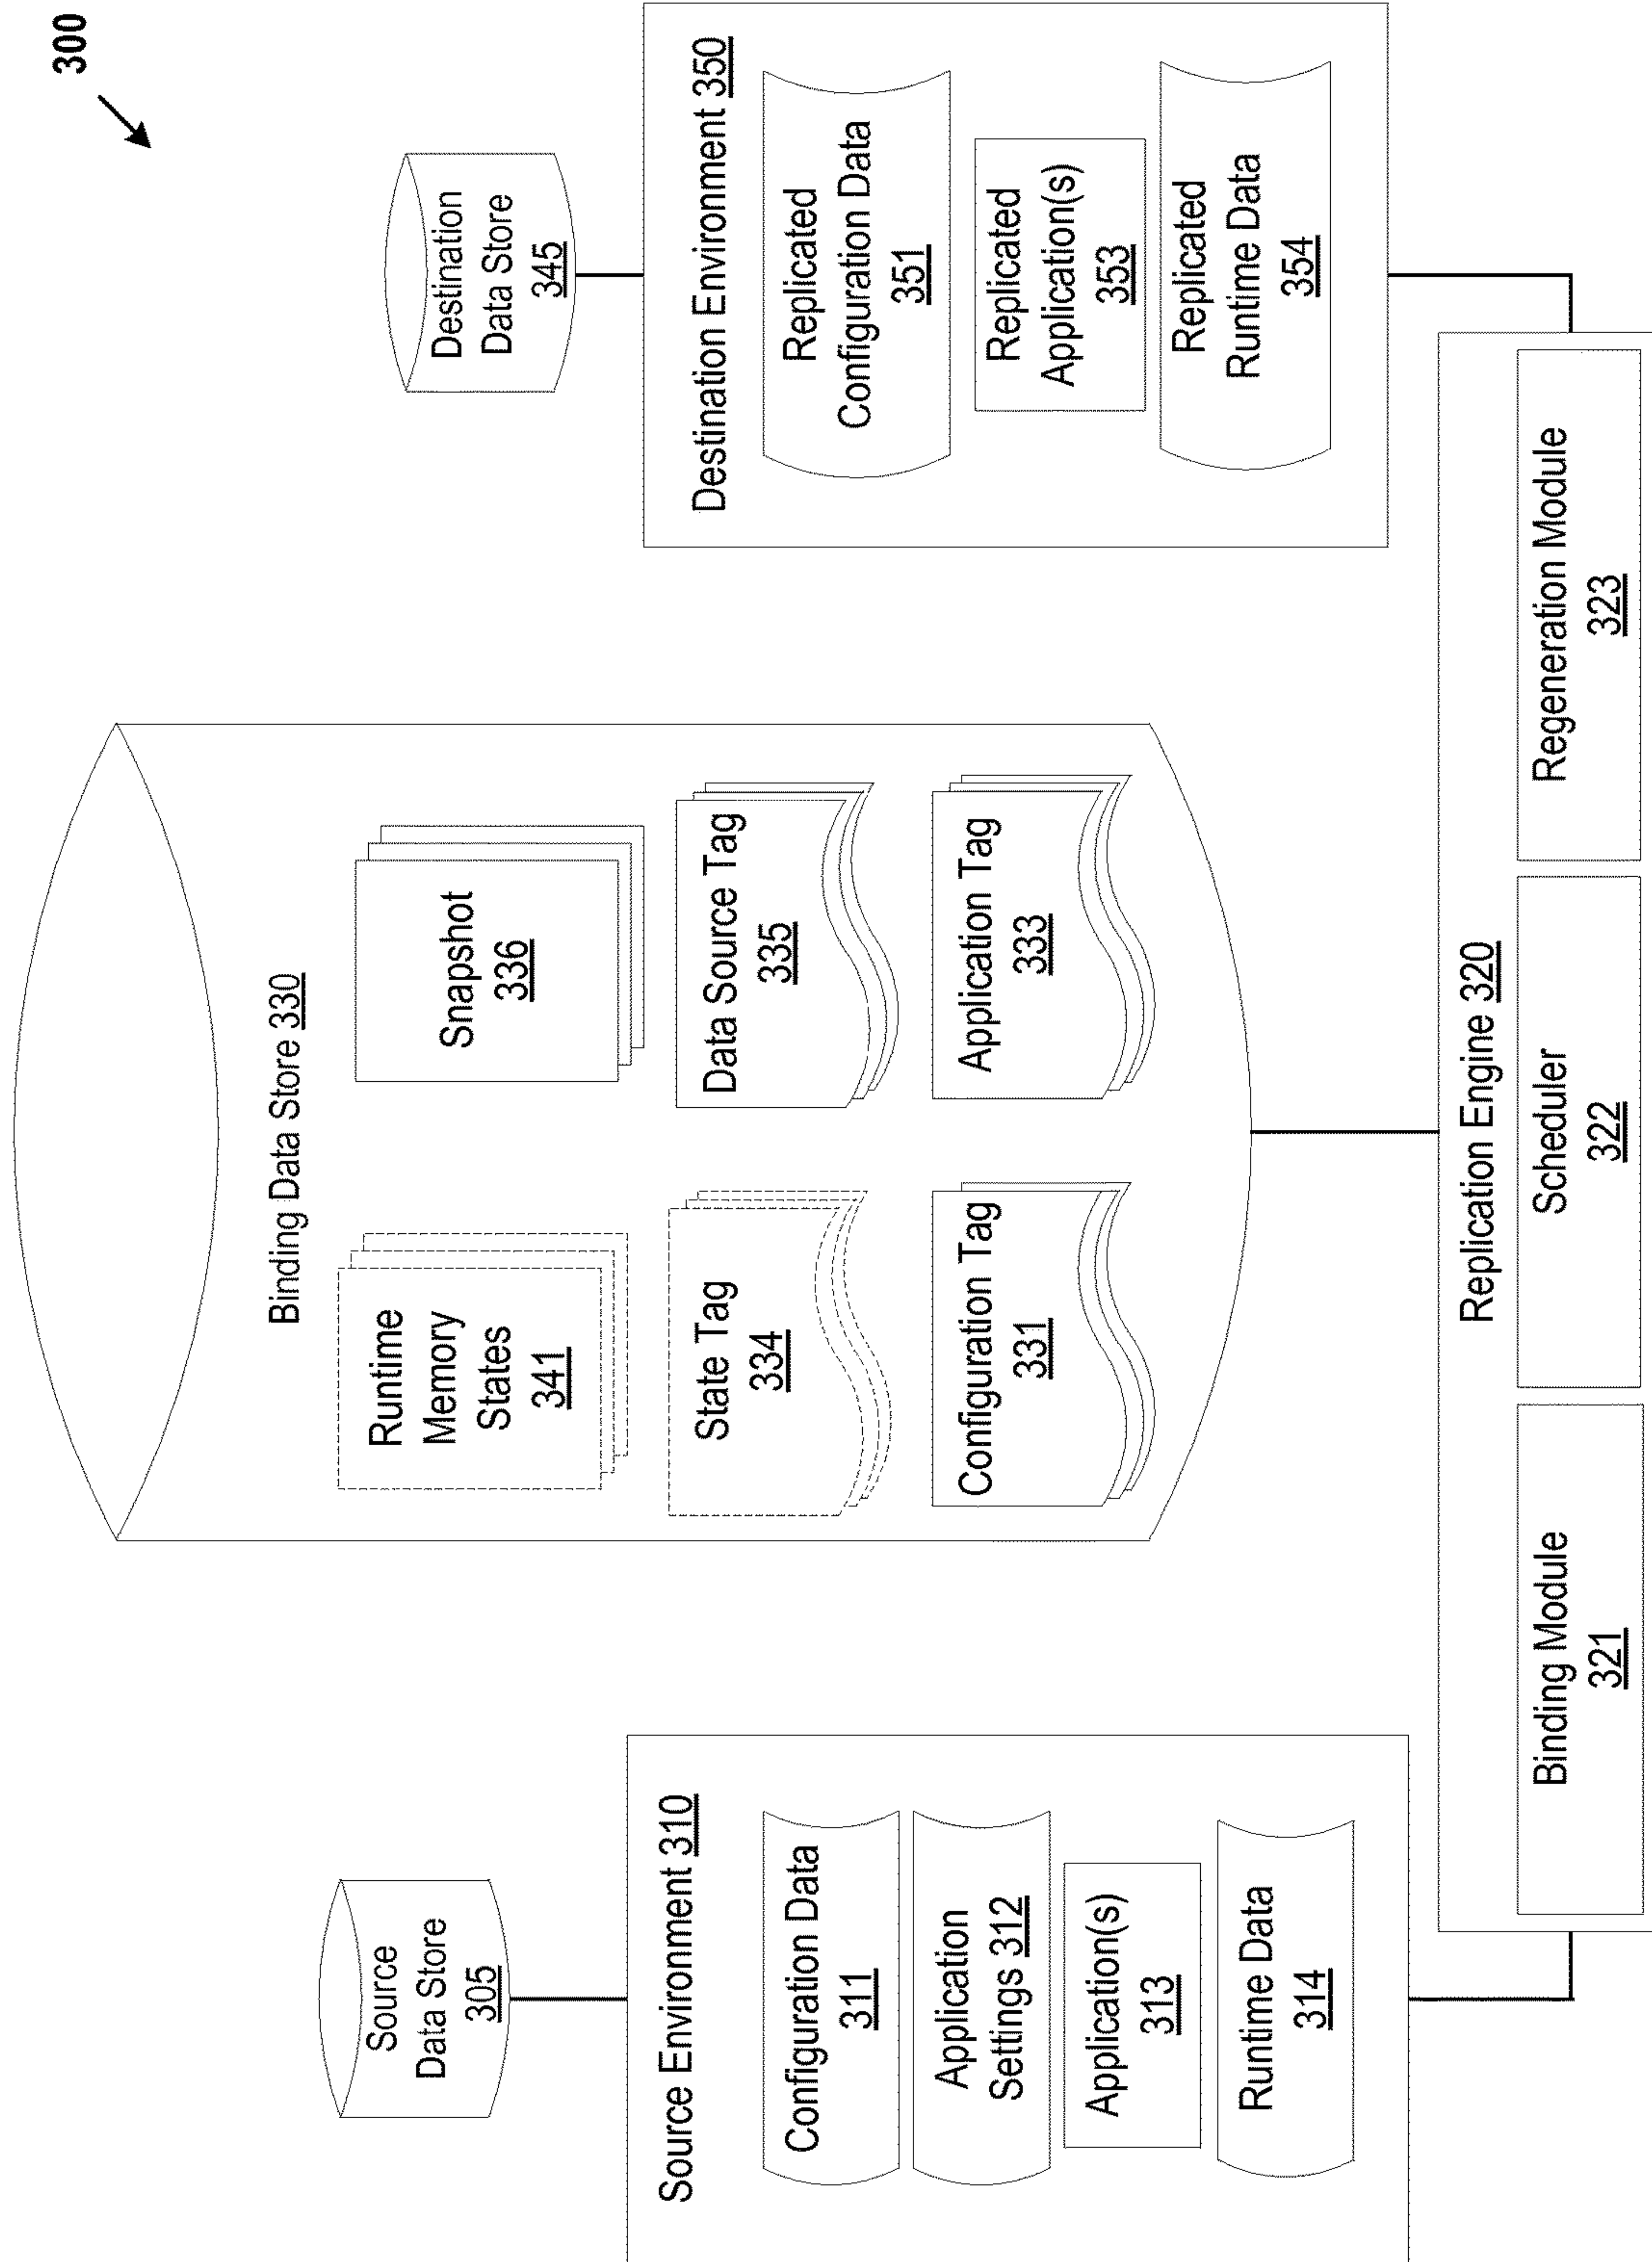 300
Source
Data Store
305
Source Environment 310
Configuration Data
311
Application
Settings 312
Application(s)
313
Runtime Data
314
Binding Data Store 330
Runtime
Memory
States
341
Snapshot
336
State Tag
334
Data Source Tag
335
Configuration Tag
331
Application Tag
333
Destination
Data Store
345
Destination Environment 350
Replicated
Configuration Data
351
Replicated
Application(s)
353
Replicated
Runtime Data
354
Replication Engine 320
Binding Module
321
Scheduler
322
Regeneration Module
323